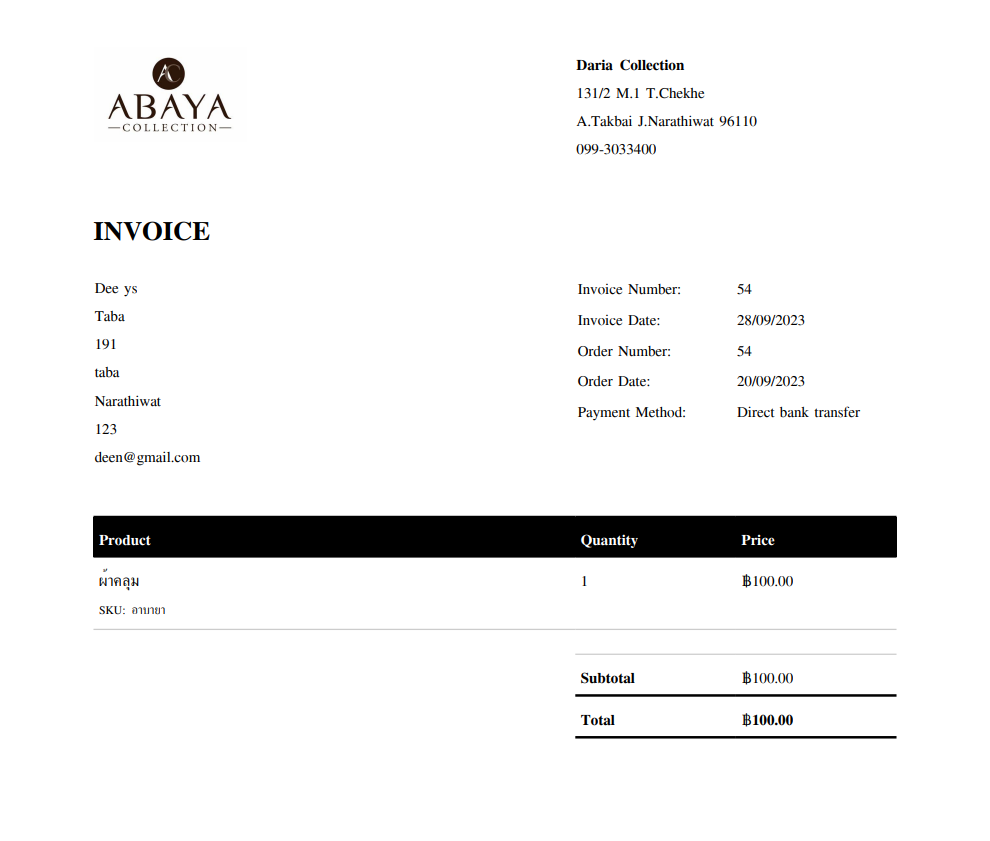 AC
ABAYA
COLLECTION
Daria Collection
131/2 M.1 T.Chekhe
A.Takbai J.Narathiwat 96110
099-3033400
INVOICE
Dee ys
Taba
191
taba
Narathiwat
123
deen@gmail.com
Invoice Number: 54
Invoice Date: 28/09/2023
Order Number: 54
Order Date: 20/09/2023
Payment Method: Direct bank transfer
Product Quantity Price
ผ้าคลุม 1 ฿100.00
SKU: อาบายา
Subtotal ฿100.00
Total ฿100.00